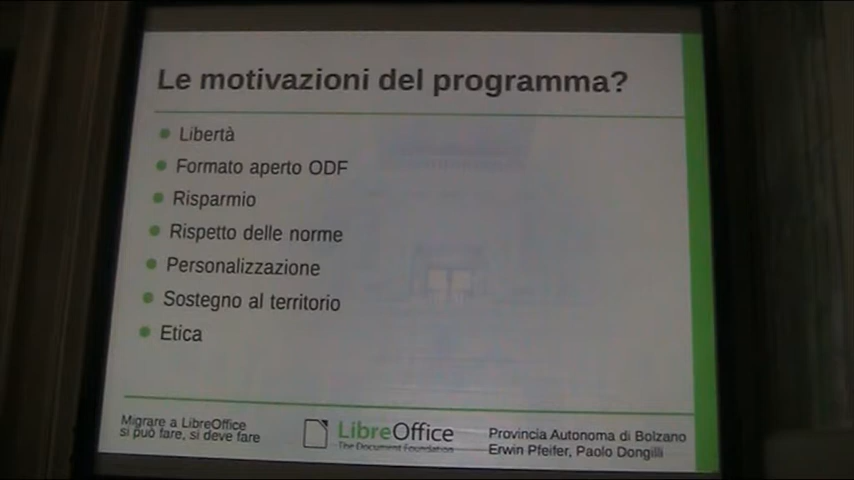 Le motivazioni del programma?
Libertà
Formato aperto ODF
Risparmio
Rispetto delle norme
Personalizzazione
Sostegno al territorio
Etica
Migrare a LibreOffice
si può fare, si deve fare
LibreOffice
The Document Foundation
Provincia Autonoma di Bolzano
Erwin Pfeifer, Paolo Dongilli